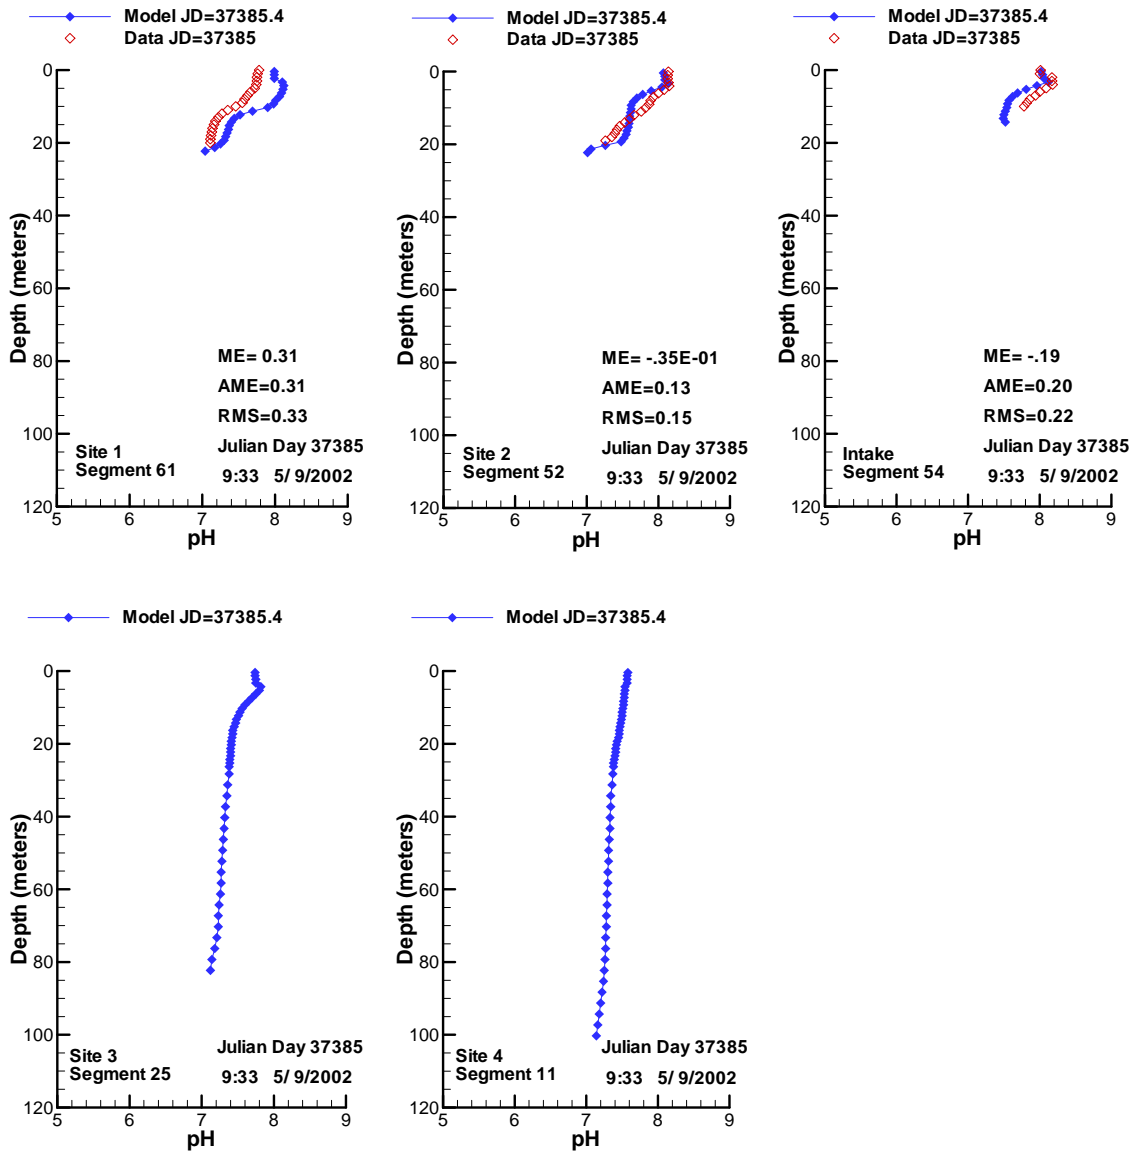 Model JD=37385.4
Data JD=37385
0
20
40
60
80
100
120
Depth (meters)
ME= 0.31
AME=0.31
RMS=0.33
Julian Day 37385
9:33 5/ 9/2002
Site 1
Segment 61
5 6 7 8 9
pH
Model JD=37385.4
Data JD=37385
0
20
40
60
80
100
120
Depth (meters)
ME= -.35E-01
AME=0.13
RMS=0.15
Julian Day 37385
9:33 5/ 9/2002
Site 2
Segment 52
5 6 7 8 9
pH
Model JD=37385.4
Data JD=37385
0
20
40
60
80
100
120
Depth (meters)
ME= -.19
AME=0.20
RMS=0.22
Julian Day 37385
9:33 5/ 9/2002
Intake
Segment 54
5 6 7 8 9
pH
Model JD=37385.4
0
20
40
60
80
100
120
Depth (meters)
Julian Day 37385
9:33 5/ 9/2002
Site 3
Segment 25
5 6 7 8 9
pH
Model JD=37385.4
0
20
40
60
80
100
120
Depth (meters)
Julian Day 37385
9:33 5/ 9/2002
Site 4
Segment 11
5 6 7 8 9
pH